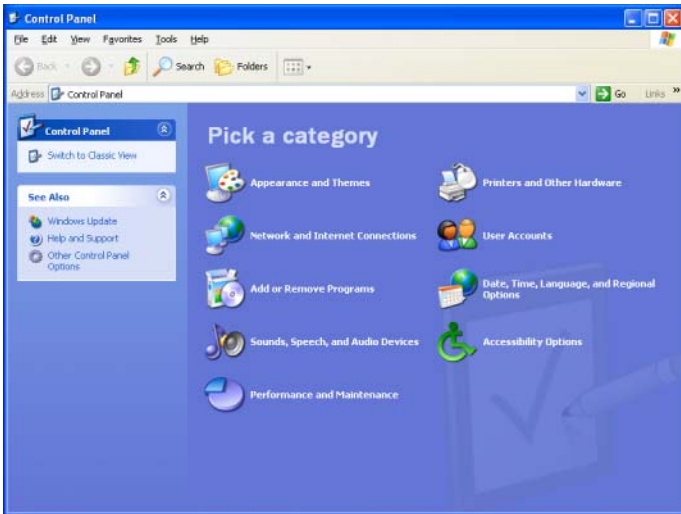 Control Panel
File Edit View Favorites Tools Help
Back Search Folders
Address Control Panel Go Links »
Control Panel
Switch to Classic View
See Also
Windows Update
Help and Support
Other Control Panel
Options
Pick a category
Appearance and Themes
Printers and Other Hardware
Network and Internet Connections
User Accounts
Add or Remove Programs
Date, Time, Language, and Regional
Options
Sounds, Speech, and Audio Devices
Accessibility Options
Performance and Maintenance